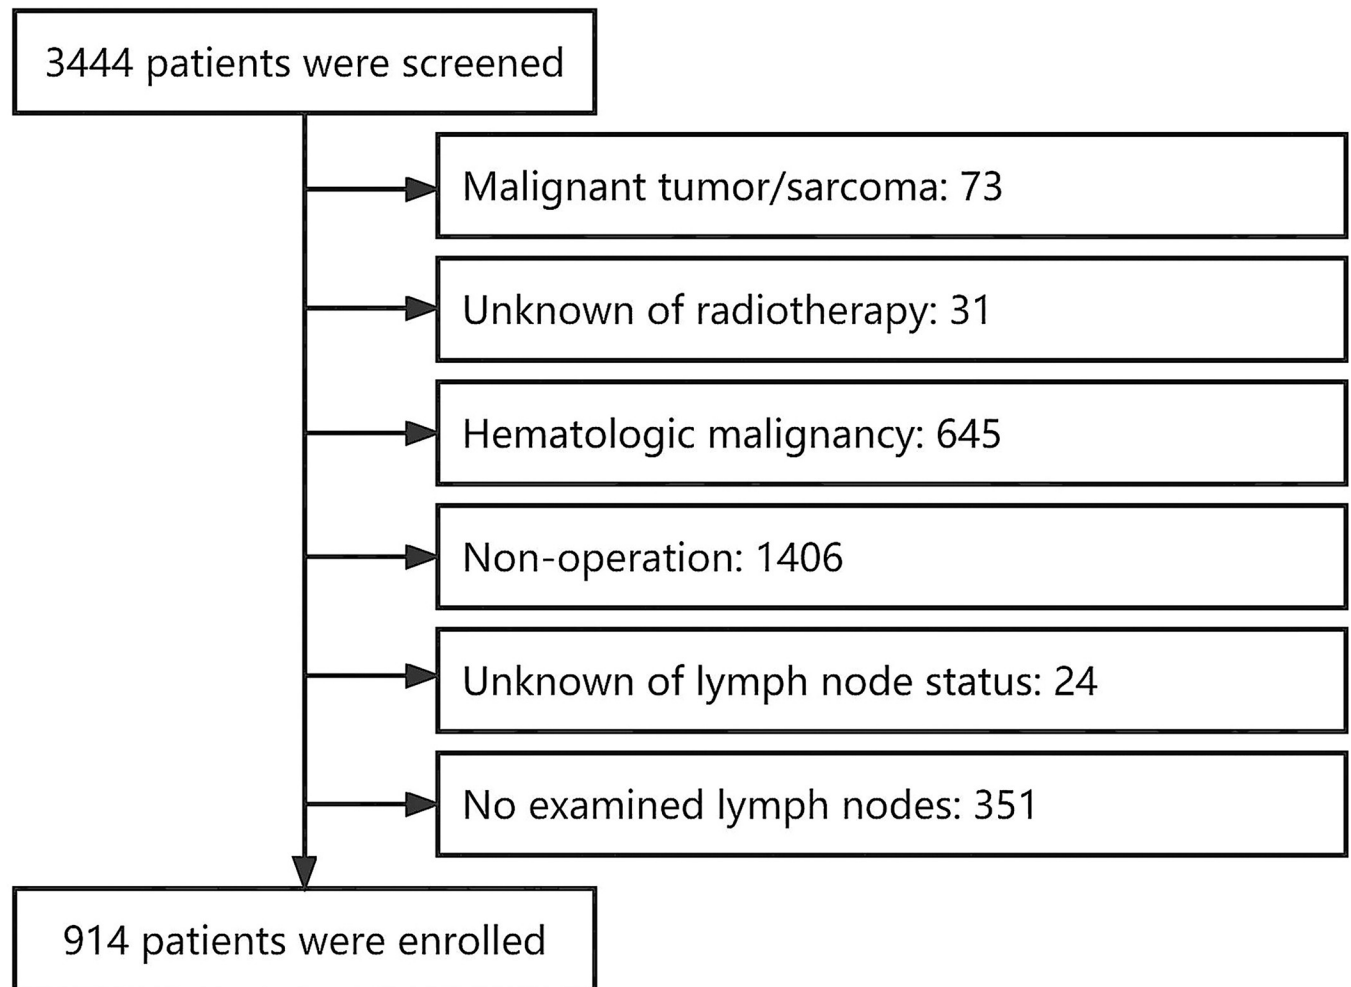 3444 patients were screened
Malignant tumor/sarcoma: 73
Unknown of radiotherapy: 31
Hematologic malignancy: 645
Non-operation: 1406
Unknown of lymph node status: 24
No examined lymph nodes: 351
914 patients were enrolled